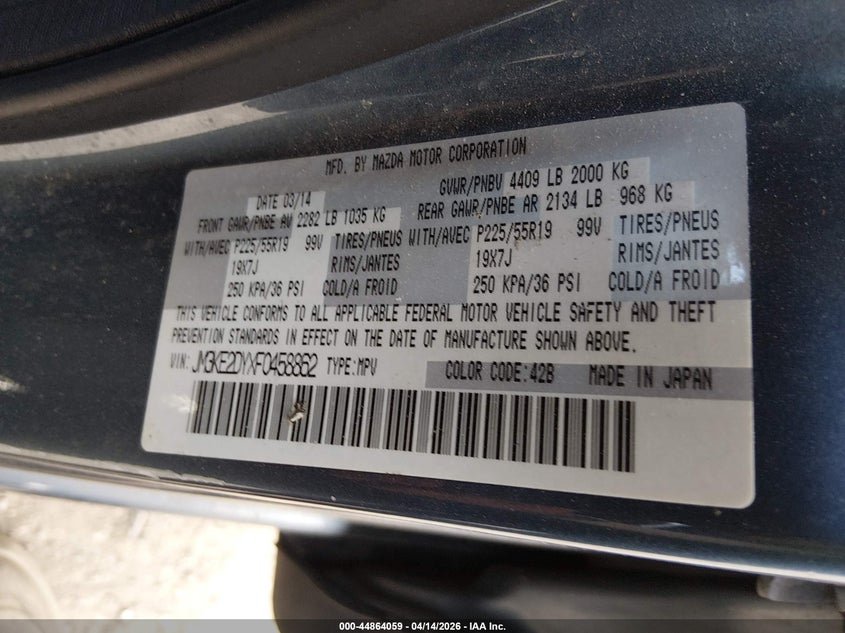 MFD. BY MAZDA MOTOR CORPORATION
DATE 03/14 GVWR/PNBV 4409 LB 2000 KG
FRONT GAWR/PNBE AV 2282 LB 1035 KG REAR GAWR/PNBE AR 2134 LB 968 KG
WITH/AVEC P225/55R19 99V TIRES/PNEUS WITH/AVEC P225/55R19 99V TIRES/PNEUS
19X7J RIMS/JANTES 19X7J RIMS/JANTES
250 KPA/36 PSI COLD/A FROID 250 KPA/36 PSI COLD/A FROID
THIS VEHICLE CONFORMS TO ALL APPLICABLE FEDERAL MOTOR VEHICLE SAFETY AND THEFT
PREVENTION STANDARDS IN EFFECT ON THE DATE OF MANUFACTURE SHOWN ABOVE.
VIN: JM3KE2DYXF0458862 TYPE:MPV COLOR CODE:42B MADE IN JAPAN
000-44864059 | 04/14/2026 - IAA Inc.